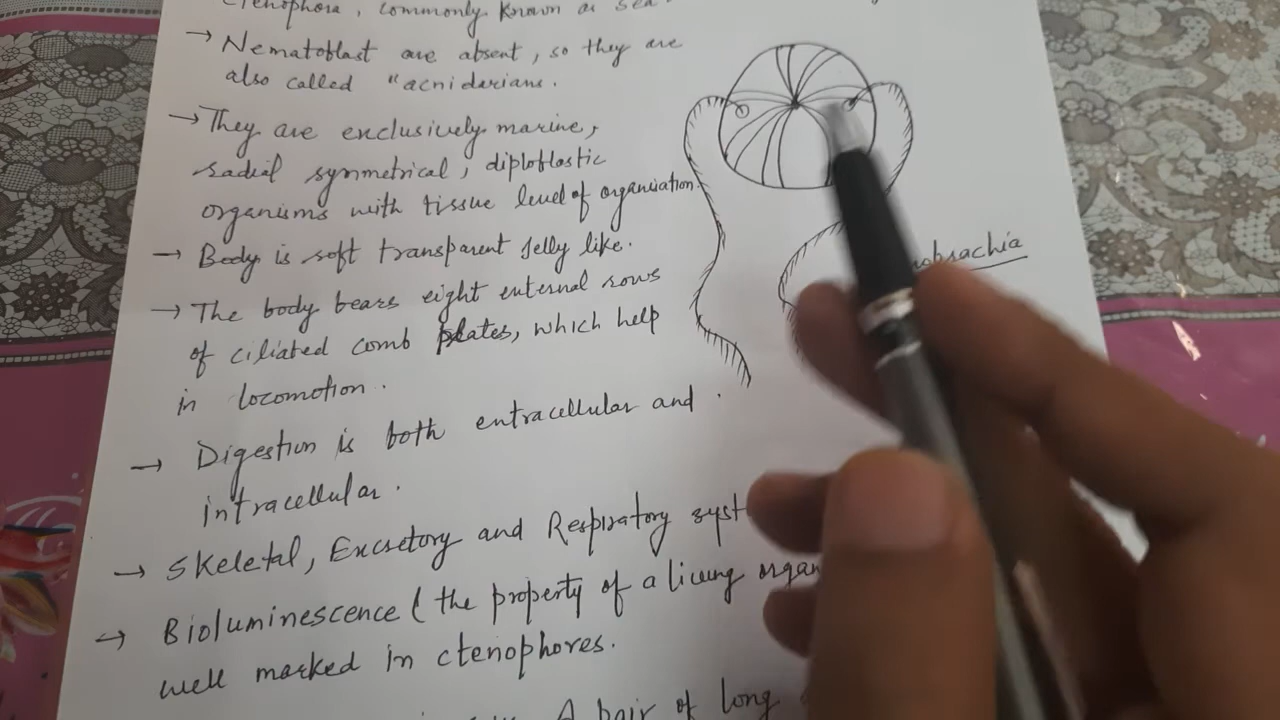 Ctenophora, commonly known as sea
→ Nematoblast are absent, so they are
also called "acnidarians.
→ They are exclusively marine,
radial symmetrical, diploblastic
organisms with tissue level of organisation.
→ Body is soft transparent Jelly like.
→ The body bears eight external rows
of ciliated comb plates, which help
in locomotion.
→ Digestion is both extracellular and
intracellular.
→ Skeletal, Excretory and Respiratory syst
→ Bioluminescence (the property of a living organ
well marked in ctenophores.
A pair of long
nobrachia